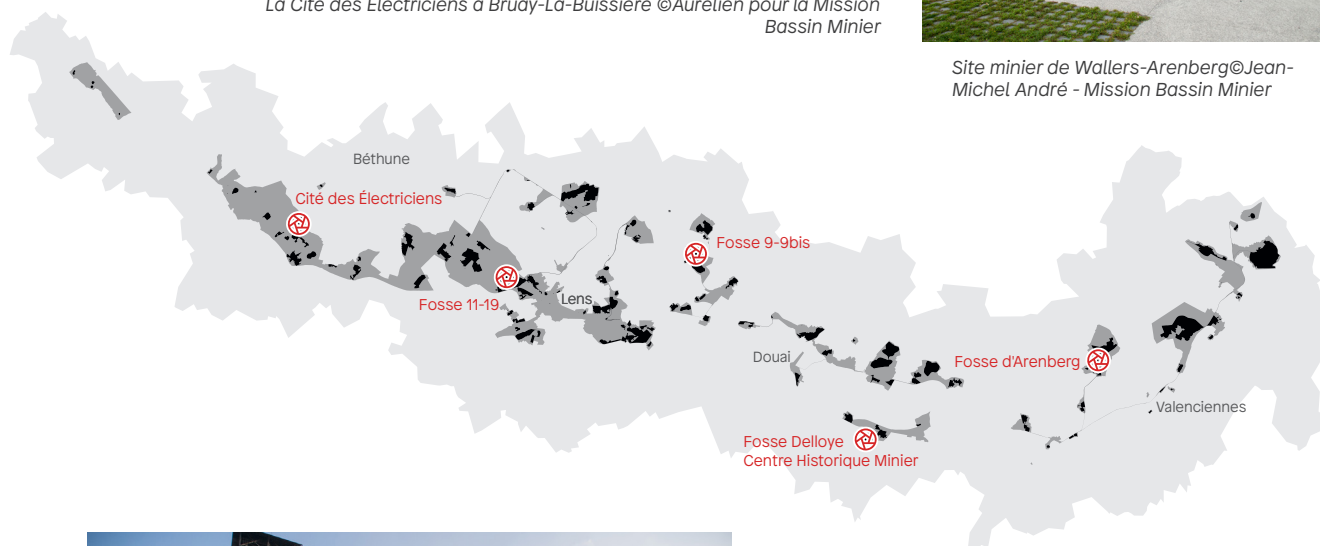 La Cité des Électriciens à Bruay-La-Buissière ©Aurélien pour la Mission
Bassin Minier
Site minier de Wallers-Arenberg©Jean-
Michel André - Mission Bassin Minier
Béthune
Cité des Électriciens
Fosse 9-9bis
Fosse 11-19
Lens
Douai
Fosse d'Arenberg
Valenciennes
Fosse Delloye
Centre Historique Minier